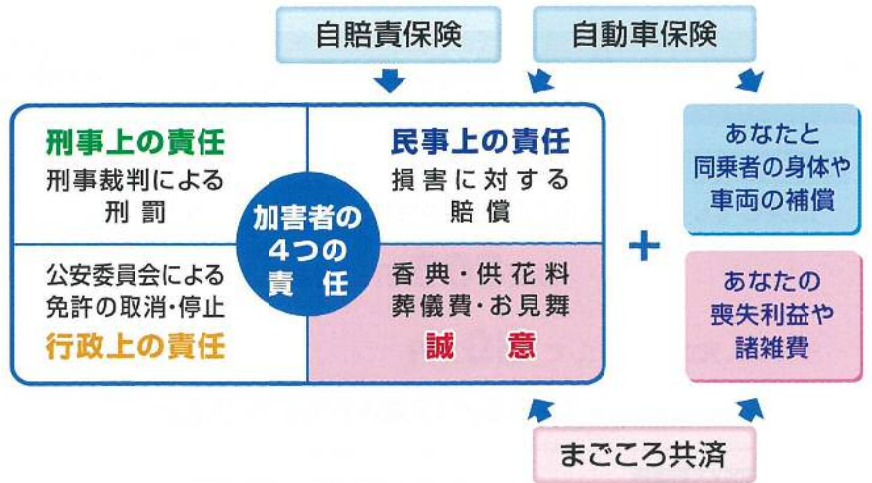 自賠責保険
自動車保険
刑事上の責任
刑事裁判による
刑罰
民事上の責任
損害に対する
賠償
加害者の
4つの
責任
公安委員会による
免許の取消・停止
行政上の責任
香典・供花料
葬儀費・お見舞
誠意
+
あなたと
同乗者の身体や
車両の補償
あなたの
喪失利益や
諸雑費
まごころ共済